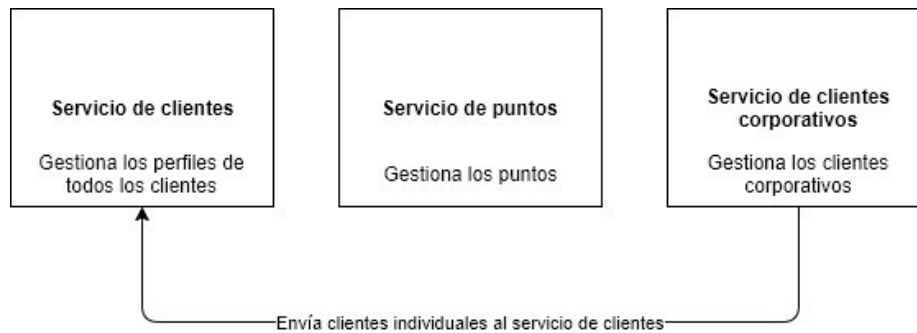 Servicio de clientes
Gestiona los perfiles de
todos los clientes
Servicio de puntos
Gestiona los puntos
Servicio de clientes
corporativos
Gestiona los clientes
corporativos
Envía clientes individuales al servicio de clientes